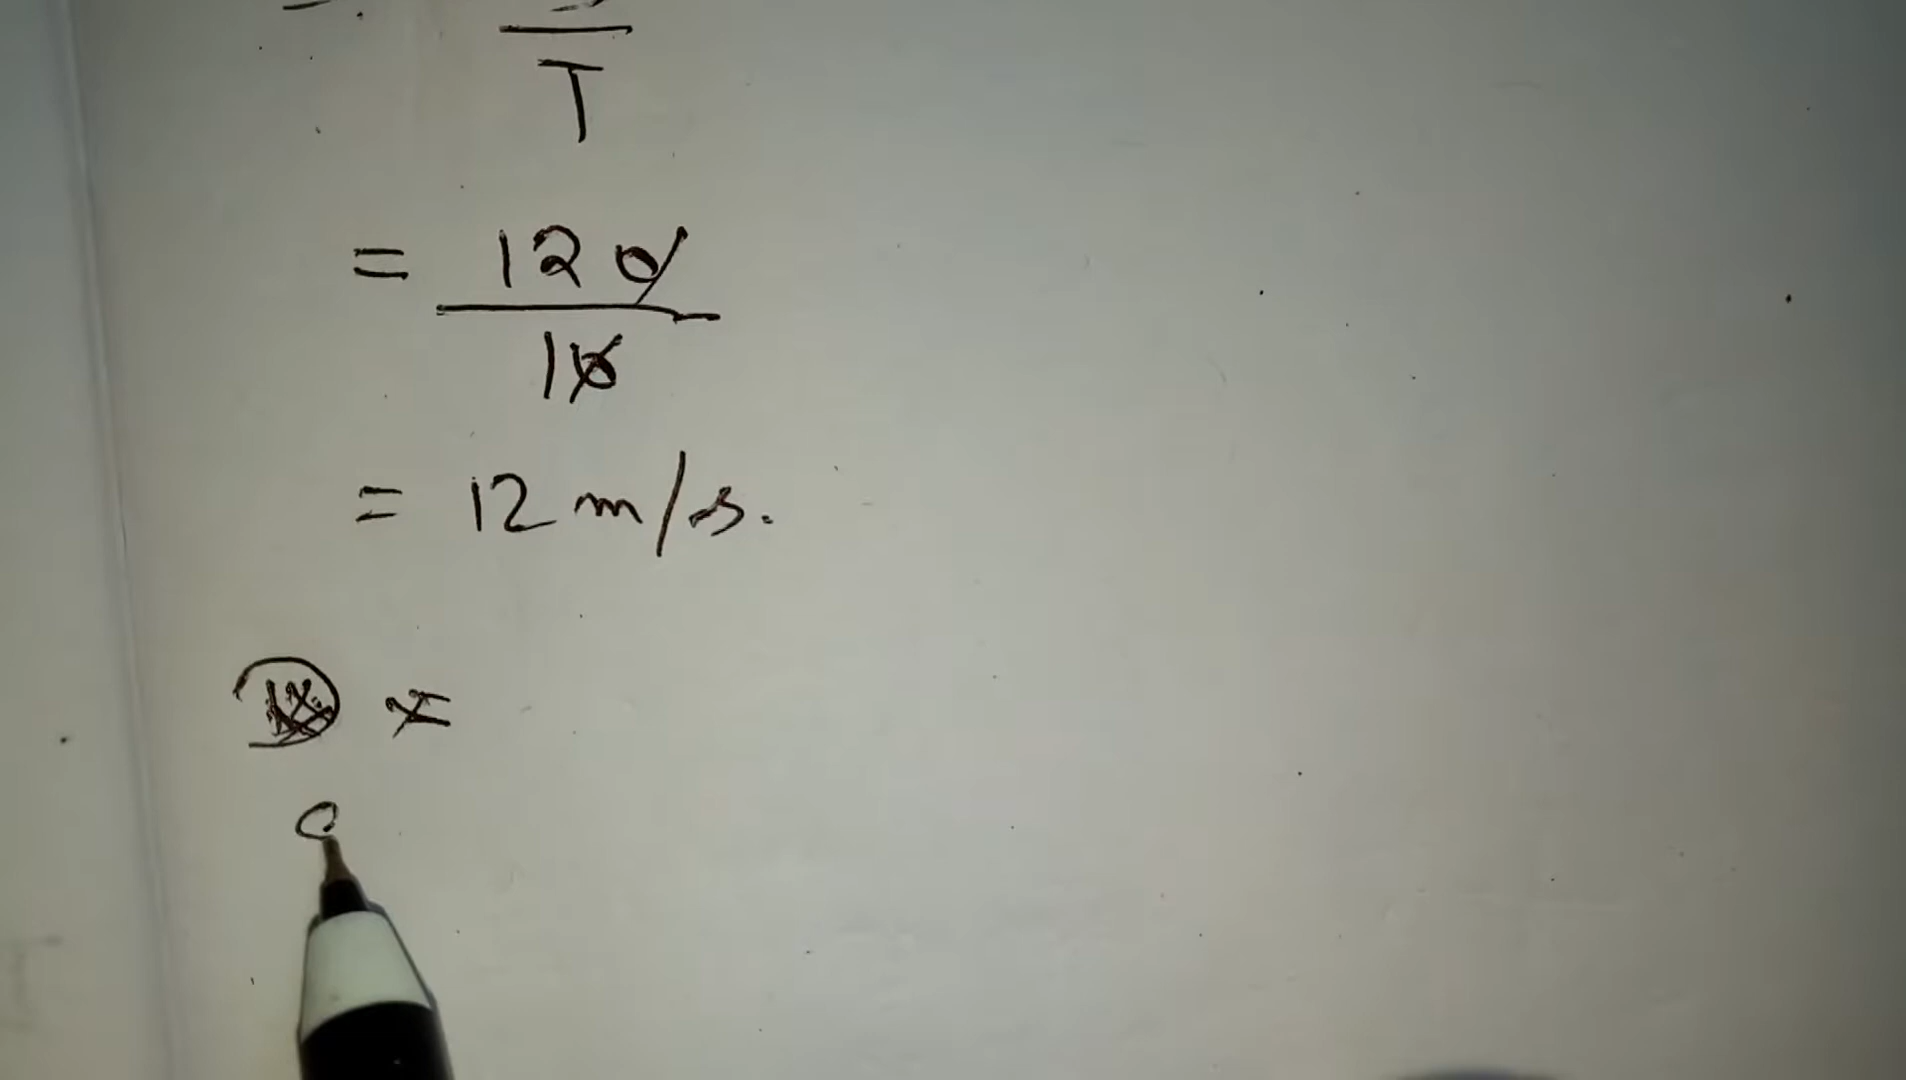 T
= 120
10
= 12 m/s.